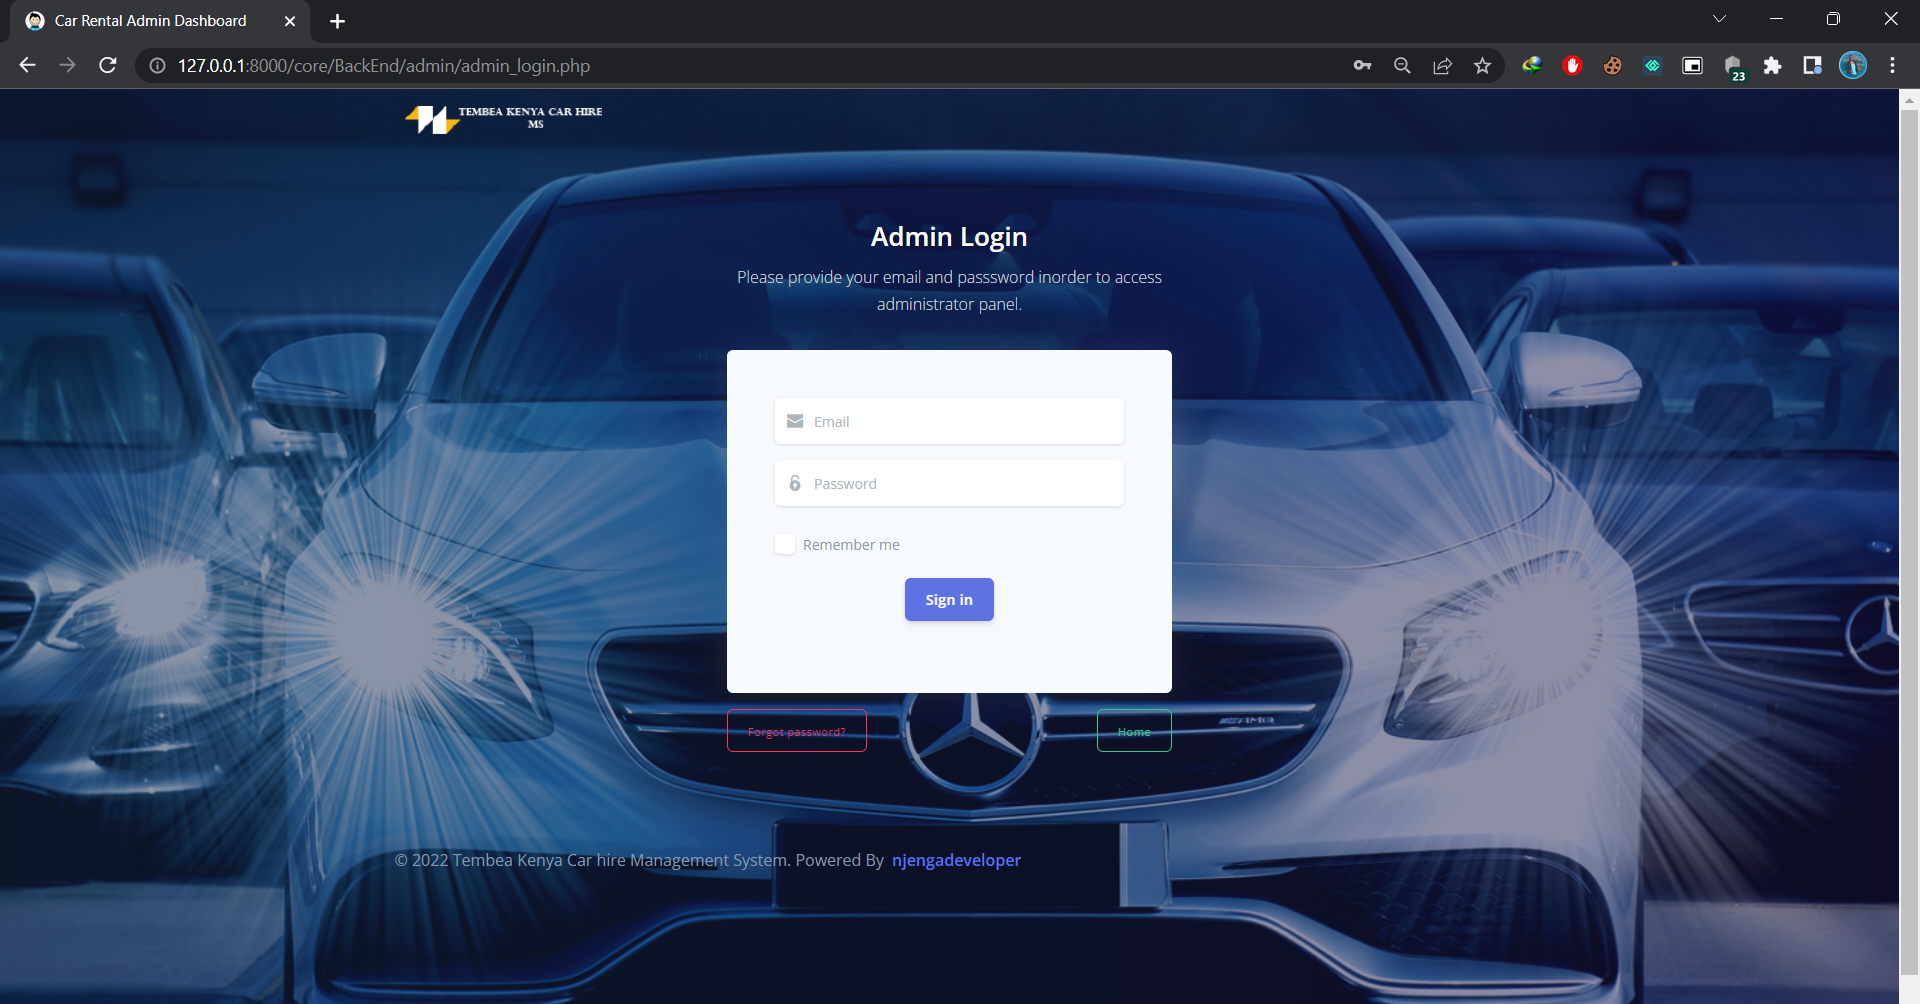 Car Rental Admin Dashboard
127.0.0.1:8000/core/BackEnd/admin/admin_login.php
23
TEMBEA KENYA CAR HIRE
MS
Admin Login
Please provide your email and passsword inorder to access
administrator panel.
Email
Password
Remember me
Sign in
AMG
Forgot password?
Home
© 2022 Tembea Kenya Car hire Management System. Powered By njengadeveloper